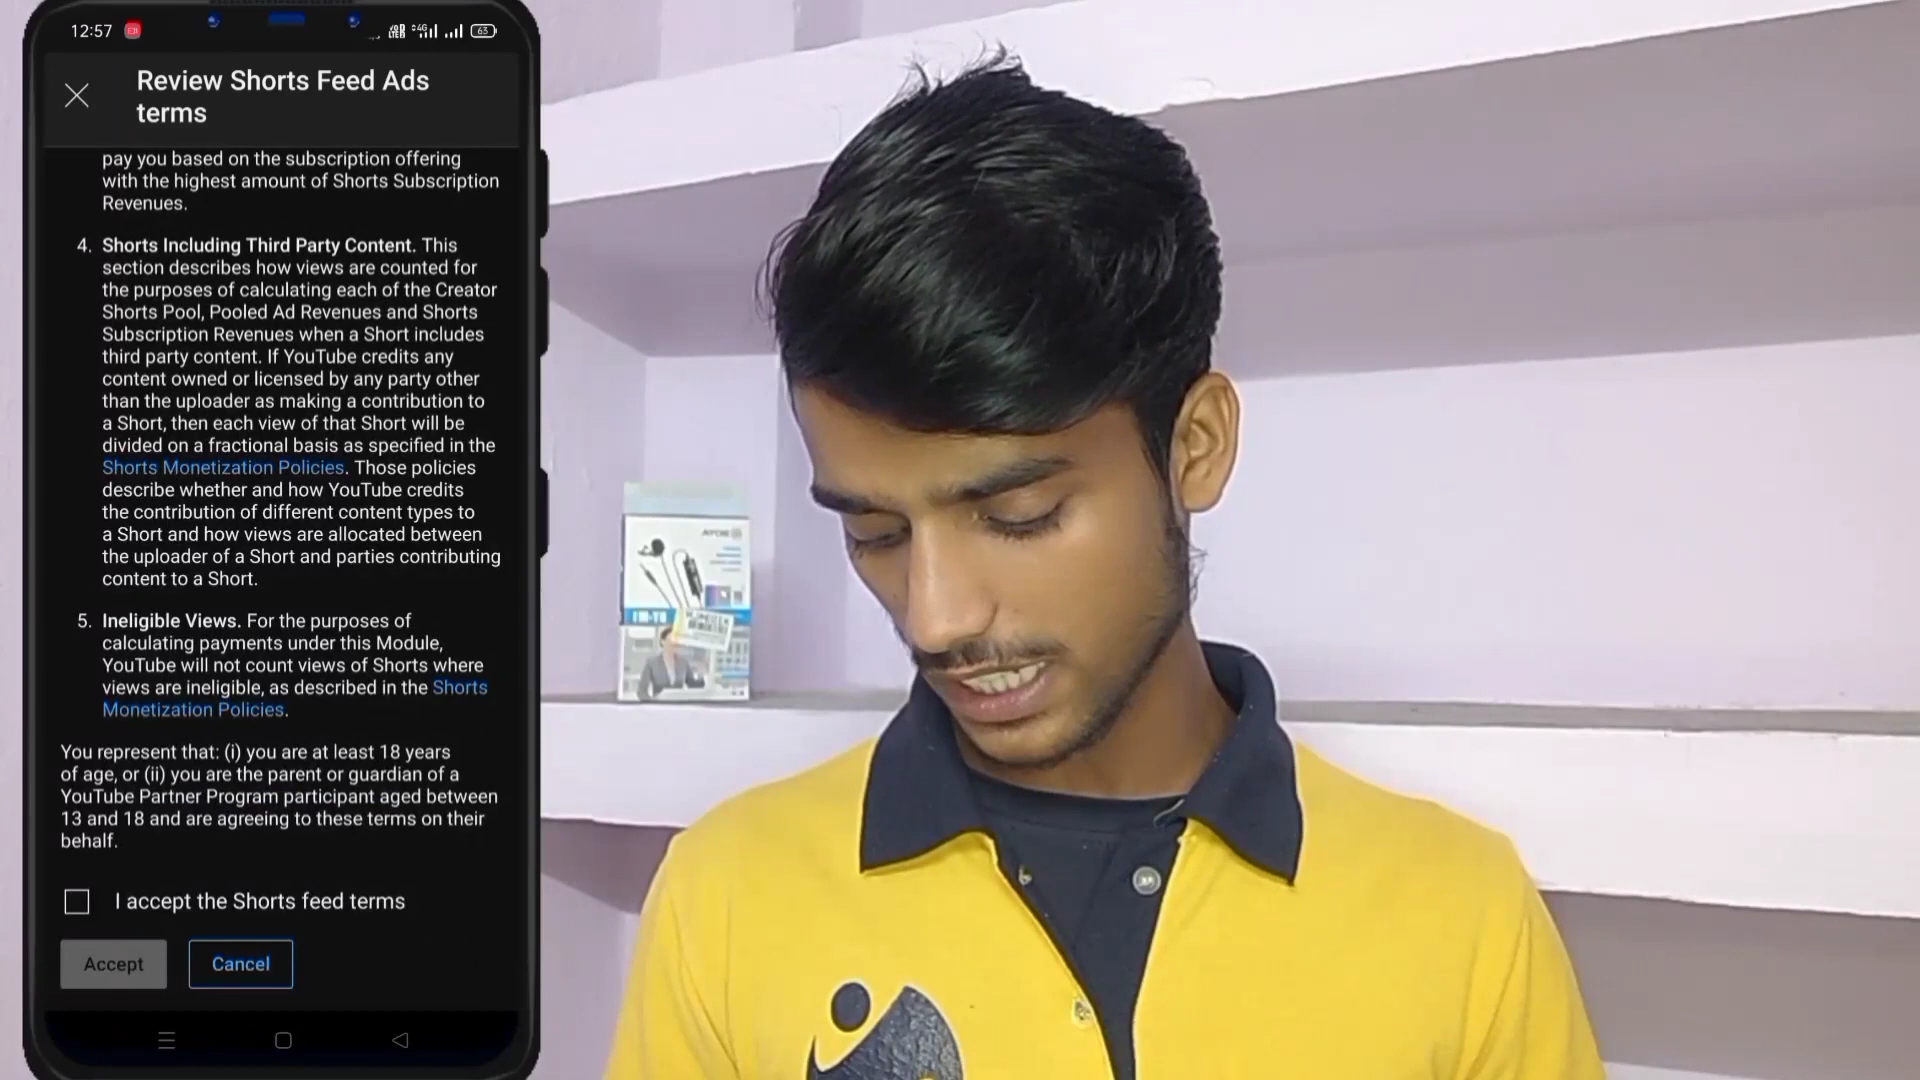 12:57
63
Review Shorts Feed Ads
terms
pay you based on the subscription offering
with the highest amount of Shorts Subscription
Revenues.
4. Shorts Including Third Party Content. This
section describes how views are counted for
the purposes of calculating each of the Creator
Shorts Pool, Pooled Ad Revenues and Shorts
Subscription Revenues when a Short includes
third party content. If YouTube credits any
content owned or licensed by any party other
than the uploader as making a contribution to
a Short, then each view of that Short will be
divided on a fractional basis as specified in the
Shorts Monetization Policies. Those policies
describe whether and how YouTube credits
the contribution of different content types to
a Short and how views are allocated between
the uploader of a Short and parties contributing
content to a Short.
5. Ineligible Views. For the purposes of
calculating payments under this Module,
YouTube will not count views of Shorts where
views are ineligible, as described in the Shorts
Monetization Policies.
You represent that: (i) you are at least 18 years
of age, or (ii) you are the parent or guardian of a
YouTube Partner Program participant aged between
13 and 18 and are agreeing to these terms on their
behalf.
I accept the Shorts feed terms
Accept
Cancel